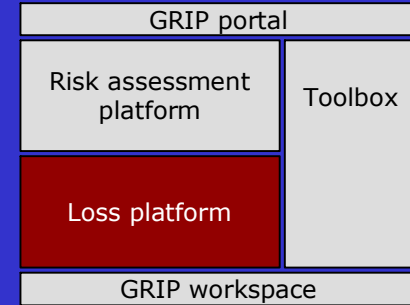 GRIP portal
Risk assessment
platform
Toolbox
Loss platform
GRIP workspace